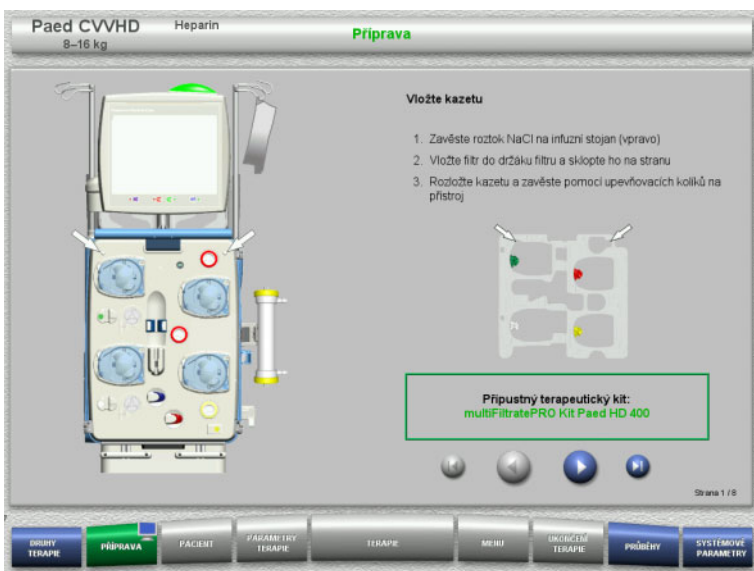 Paed CVVHD
Heparin
8–16 kg
Příprava
Vložte kazetu
1. Zavěste roztok NaCl na infuzní stojan (vpravo)
2. Vložte filtr do držáku filtru a sklopte ho na stranu
3. Rozložte kazetu a zavěste pomocí upevňovacích kolíků na
přístroj
Přípustný terapeutický kit:
multiFiltratePRO Kit Paed HD 400
Strana 1 / 8
DRUHY
TERAPIE
PŘÍPRAVA
PACIENT
PARAMETRY
TERAPIE
TERAPIE
MENU
UKONČENÍ
TERAPIE
PRŮBĚHY
SYSTÉMOVÉ
PARAMETRY